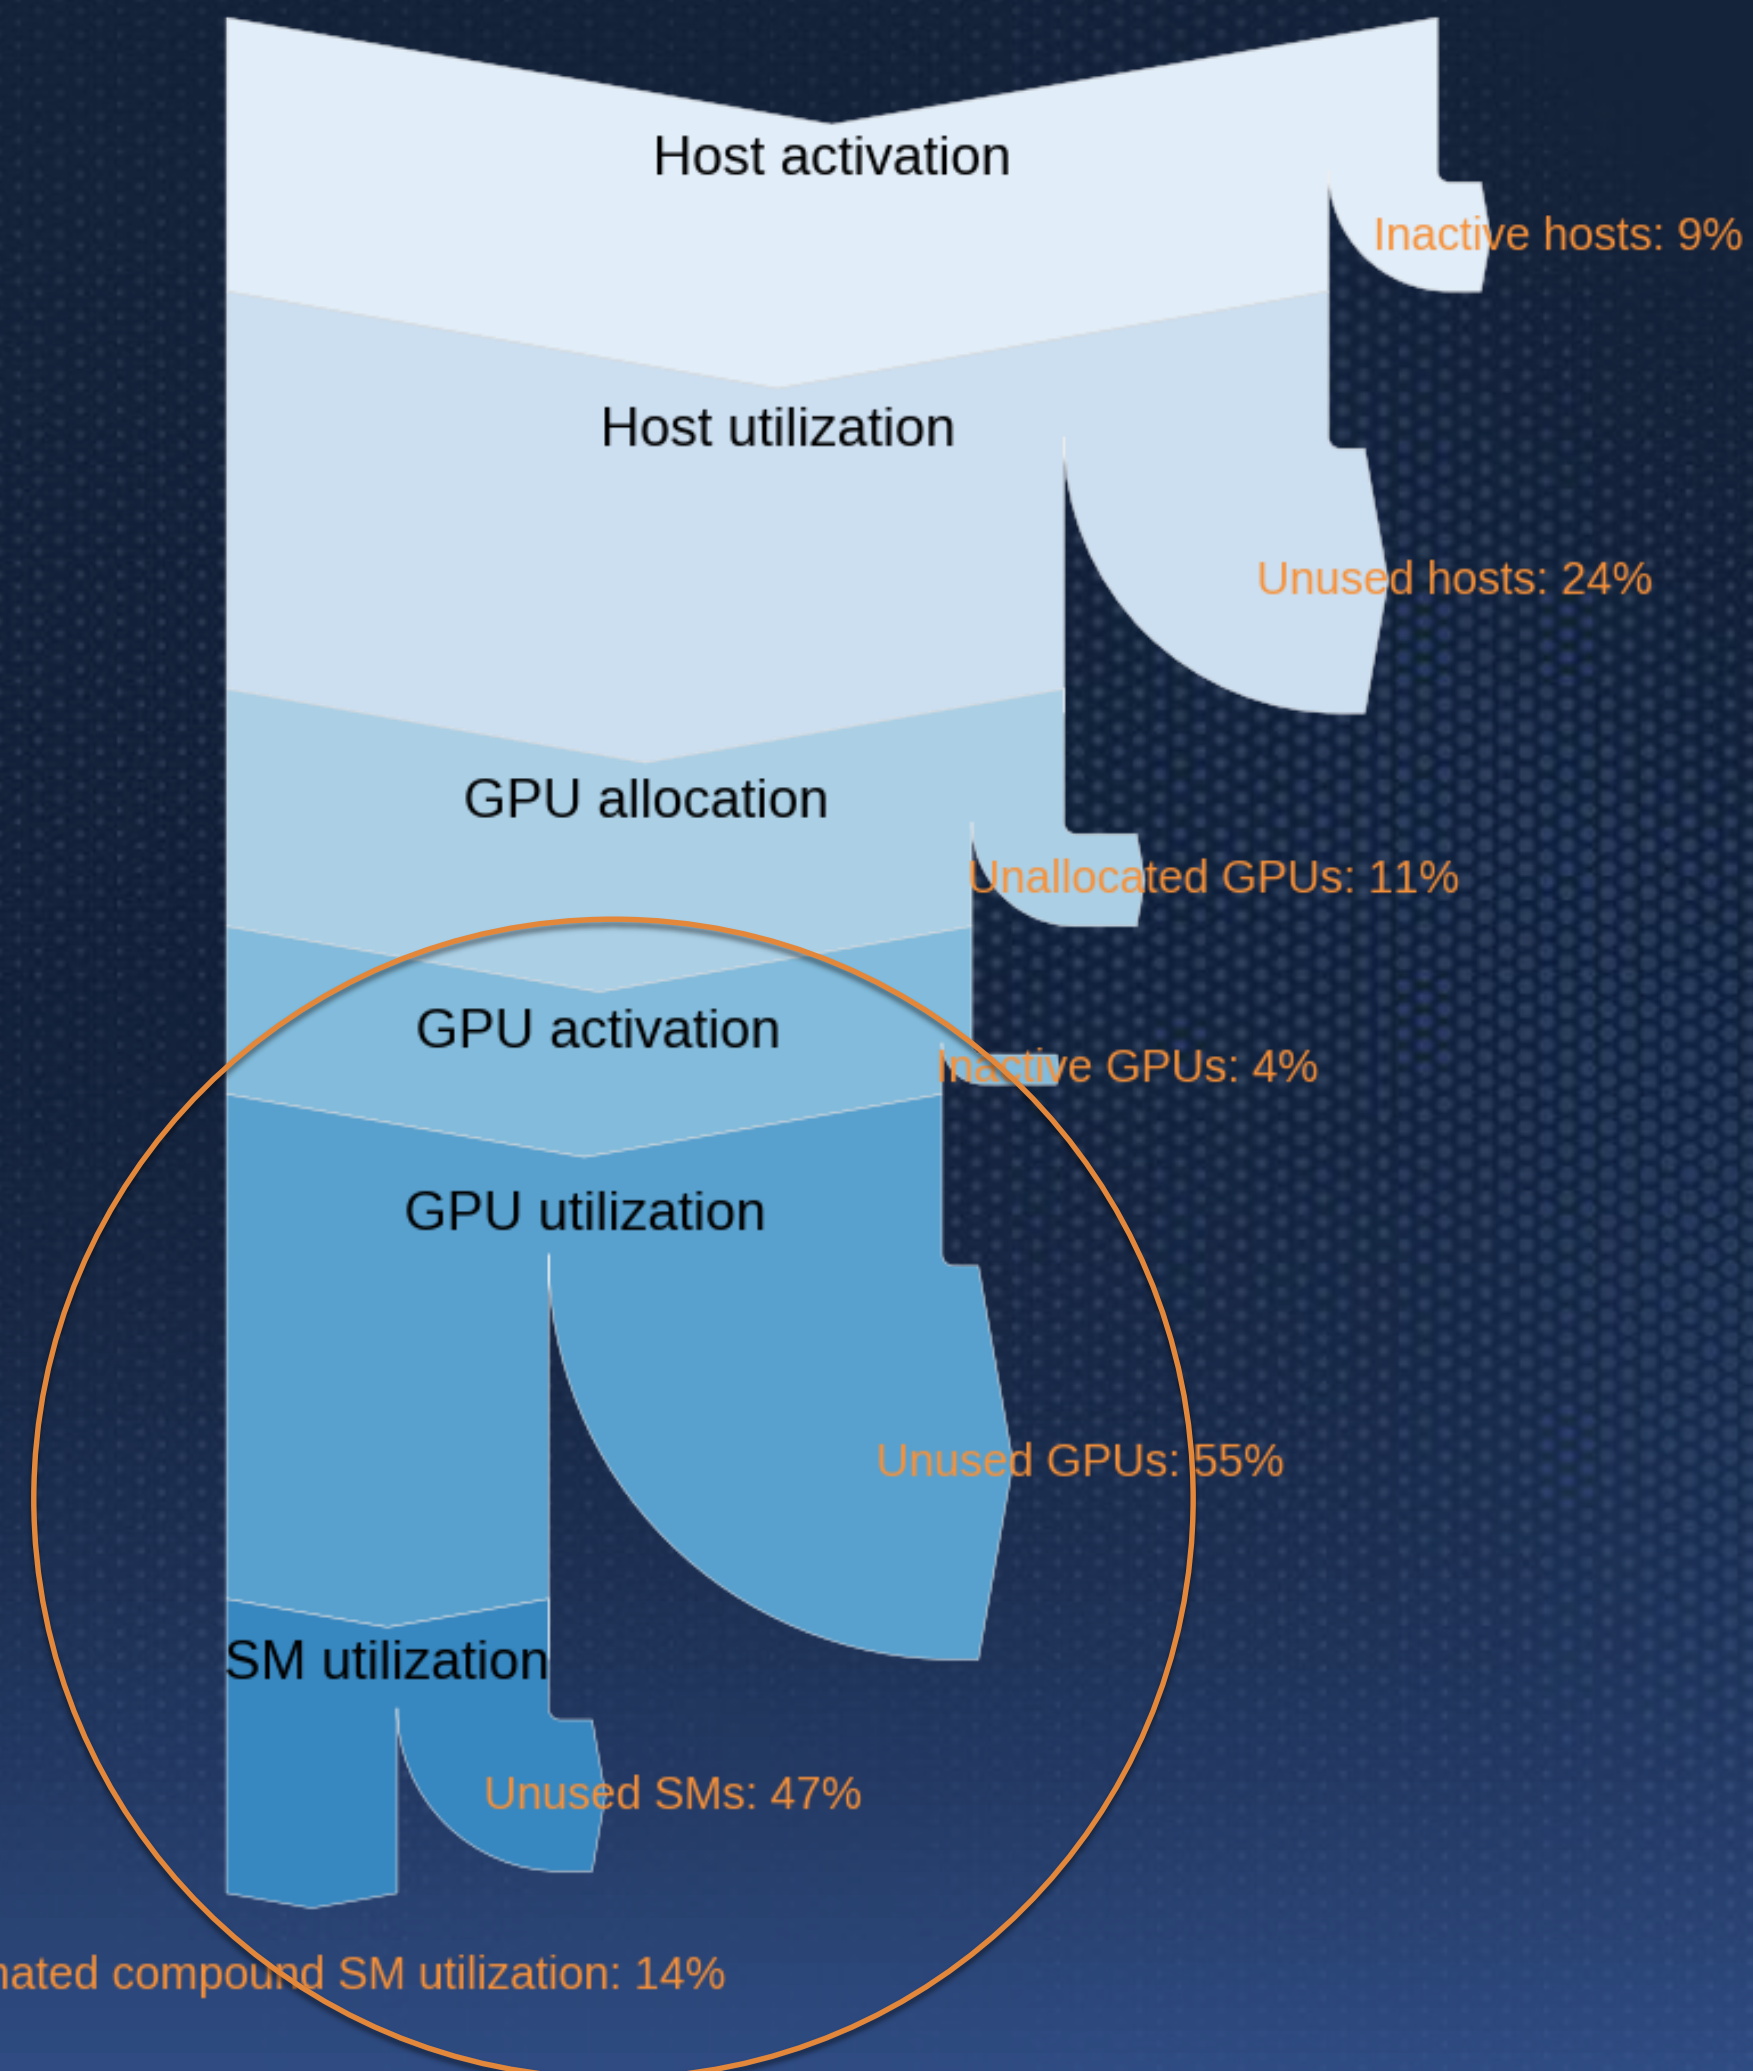 Host activation
Inactive hosts: 9%
Host utilization
Unused hosts: 24%
GPU allocation
Unallocated GPUs: 11%
GPU activation
Inactive GPUs: 4%
GPU utilization
Unused GPUs: 55%
SM utilization
Unused SMs: 47%
compound SM utilization: 14%